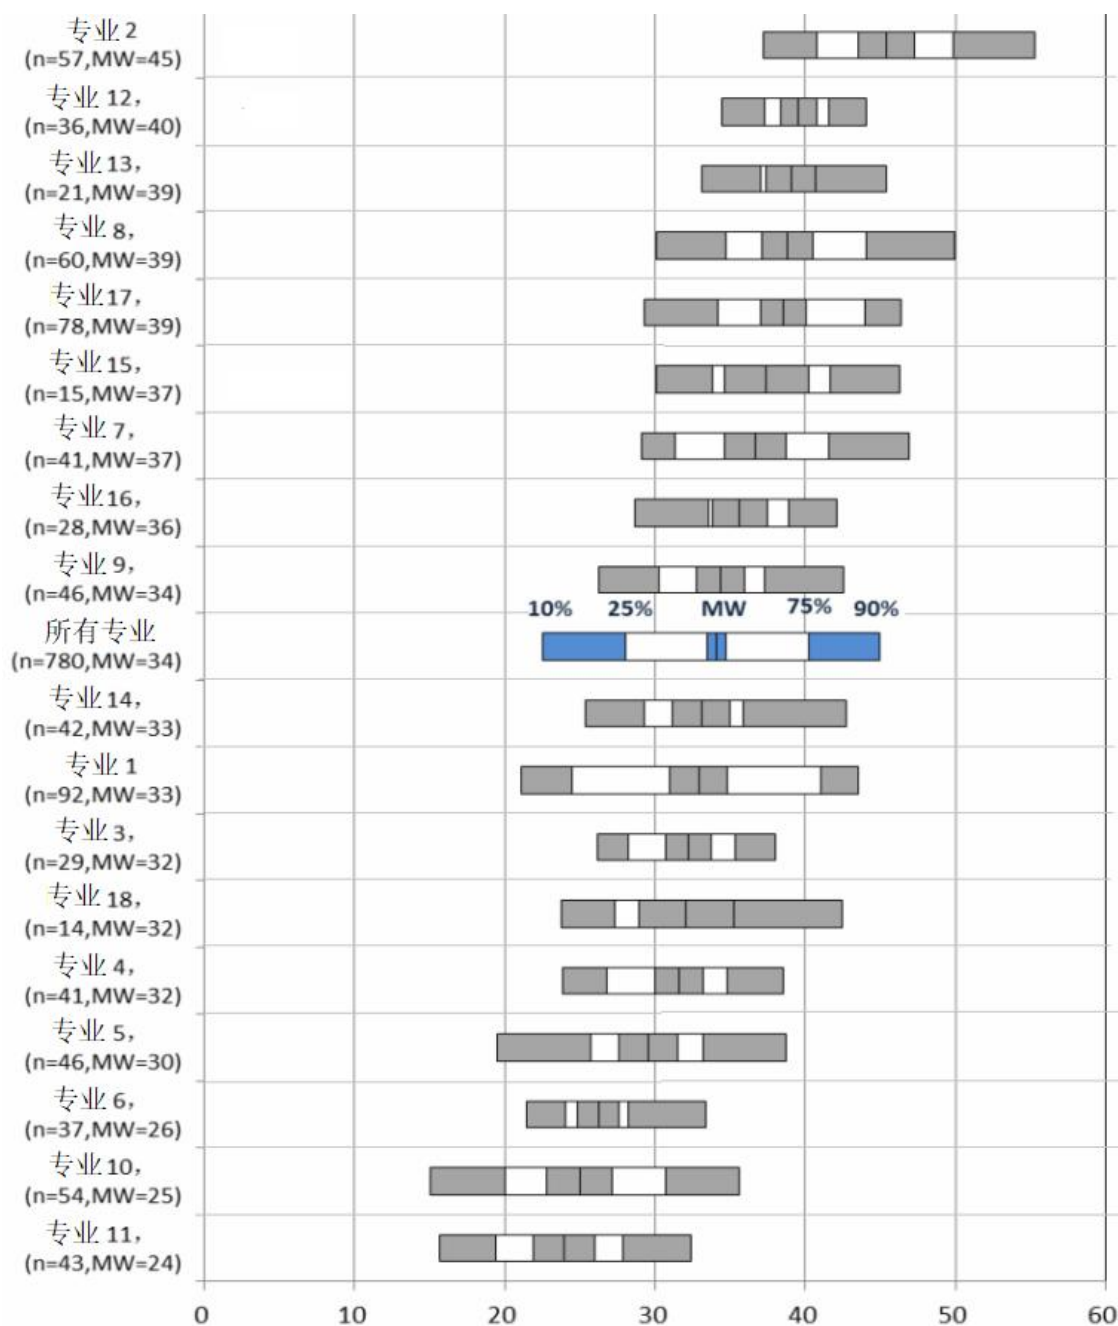 专业 2
(n=57,MW=45)
专业 12,
(n=36,MW=40)
专业 13,
(n=21,MW=39)
专业 8,
(n=60,MW=39)
专业17,
(n=78,MW=39)
专业 15,
(n=15,MW=37)
专业 7,
(n=41,MW=37)
专业16,
(n=28,MW=36)
专业 9,
(n=46,MW=34)
10% 25% MW 75% 90%
所有专业
(n=780,MW=34)
专业 14,
(n=42,MW=33)
专业 1
(n=92,MW=33)
专业 3,
(n=29,MW=32)
专业 18,
(n=14,MW=32)
专业 4,
(n=41,MW=32)
专业 5,
(n=46,MW=30)
专业 6,
(n=37,MW=26)
专业10,
(n=54,MW=25)
专业 11,
(n=43,MW=24)
0 10 20 30 40 50 60